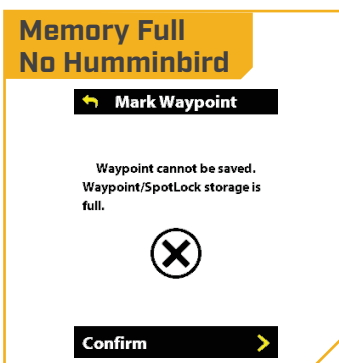 Memory Full
No Humminbird
Mark Waypoint
Waypoint cannot be saved.
Waypoint/SpotLock storage is
full.
Confirm